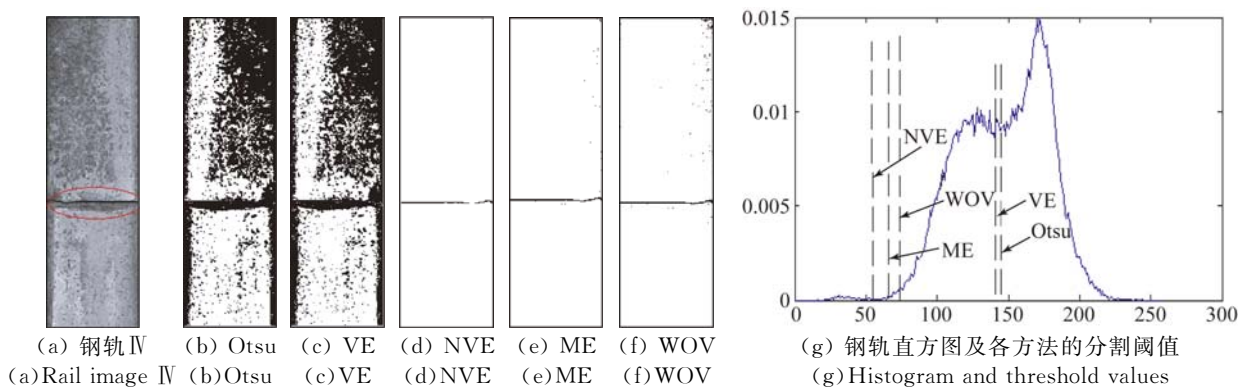 0.015
0.01
0.005
0
0 50 100 150 200 250 300
NVE
WOV
ME
VE
Otsu
(a) 钢轨Ⅳ (b) Otsu (c) VE (d) NVE (e) ME (f) WOV (g) 钢轨直方图及各方法的分割阈值
(a)Rail image Ⅳ (b)Otsu (c)VE (d)NVE (e)ME (f)WOV (g)Histogram and threshold values